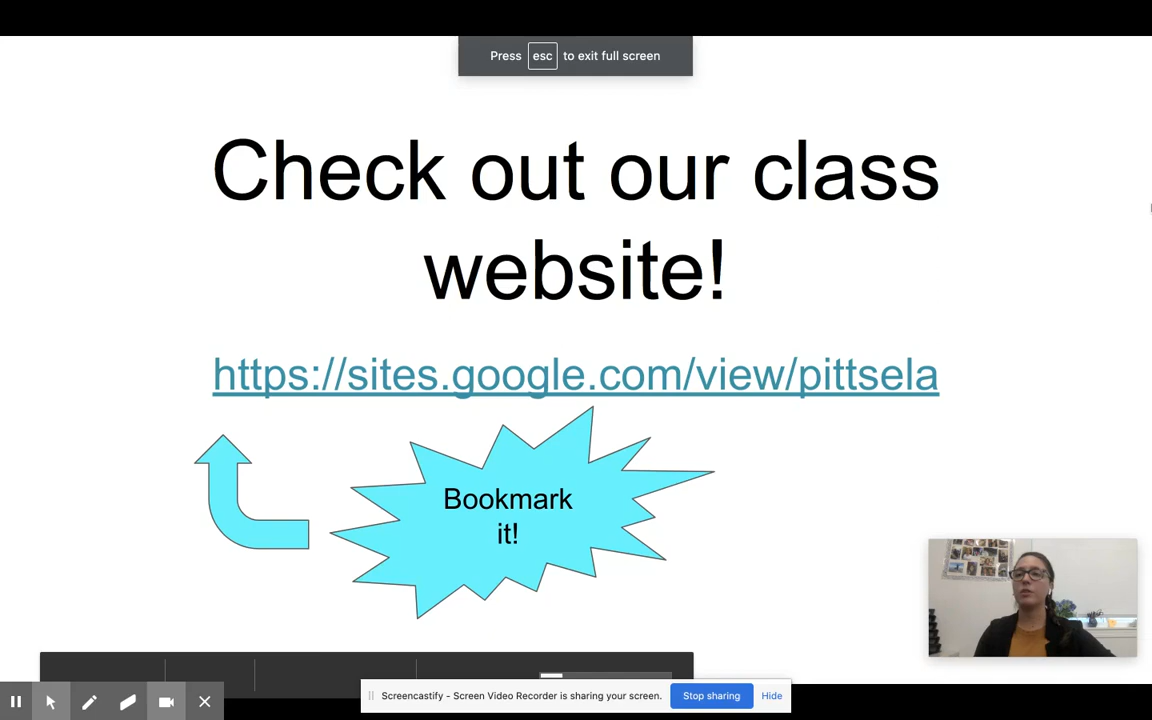 Press esc to exit full screen
Check out our class
website!
https://sites.google.com/view/pittsela
Bookmark
it!
Screencastify - Screen Video Recorder is sharing your screen. Stop sharing Hide